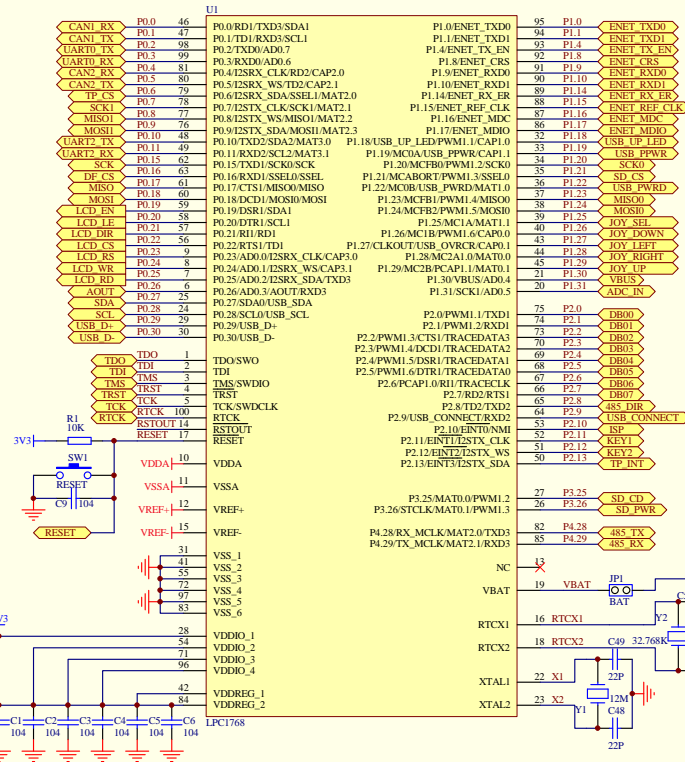 U1
CAN1_RX P0.0 46 P0.0/RD1/TXD3/SDA1 P1.0/ENET_TXD0 95 P1.0 ENET_TXD0
CAN1_TX P0.1 47 P0.1/TD1/RXD3/SCL1 P1.1/ENET_TXD1 94 P1.1 ENET_TXD1
UART0_TX P0.2 98 P0.2/TXD0/AD0.7 P1.4/ENET_TX_EN 93 P1.4 ENET_TX_EN
UART0_RX P0.3 99 P0.3/RXD0/AD0.6 P1.8/ENET_CRS 92 P1.8 ENET_CRS
CAN2_RX P0.4 81 P0.4/I2SRX_CLK/RD2/CAP2.0 P1.9/ENET_RXD0 91 P1.9 ENET_RXD0
CAN2_TX P0.5 80 P0.5/I2SRX_WS/TD2/CAP2.1 P1.10/ENET_RXD1 90 P1.10 ENET_RXD1
TP_CS P0.6 79 P0.6/I2SRX_SDA/SSEL1/MAT2.0 P1.14/ENET_RX_ER 89 P1.14 ENET_RX_ER
SCK1 P0.7 78 P0.7/I2STX_CLK/SCK1/MAT2.1 P1.15/ENET_REF_CLK 88 P1.15 ENET_REF_CLK
MISO1 P0.8 77 P0.8/I2STX_WS/MISO1/MAT2.2 P1.16/ENET_MDC 87 P1.16 ENET_MDC
MOSI1 P0.9 76 P0.9/I2STX_SDA/MOSI1/MAT2.3 P1.17/ENET_MDIO 86 P1.17 ENET_MDIO
UART2_TX P0.10 48 P0.10/TXD2/SDA2/MAT3.0 P1.18/USB_UP_LED/PWM1.1/CAP1.0 32 P1.18 USB_UP_LED
UART2_RX P0.11 49 P0.11/RXD2/SCL2/MAT3.1 P1.19/MC0A/USB_PPWR/CAP1.1 33 P1.19 USB_PPWR
SCK P0.15 62 P0.15/TXD1/SCK0/SCK P1.20/MCFB0/PWM1.2/SCK0 34 P1.20 SCK0
DF_CS P0.16 63 P0.16/RXD1/SSEL0/SSEL P1.21/MCABORT/PWM1.3/SSEL0 35 P1.21 SD_CS
MISO P0.17 61 P0.17/CTS1/MISO0/MISO P1.22/MC0B/USB_PWRD/MAT1.0 36 P1.22 USB_PWRD
MOSI P0.18 60 P0.18/DCD1/MOSI0/MOSI P1.23/MCFB1/PWM1.4/MISO0 37 P1.23 MISO0
LCD_EN P0.19 59 P0.19/DSR1/SDA1 P1.24/MCFB2/PWM1.5/MOSI0 38 P1.24 MOSI0
LCD_LE P0.20 58 P0.20/DTR1/SCL1 P1.25/MC1A/MAT1.1 39 P1.25 JOY_SEL
LCD_DIR P0.21 57 P0.21/RI1/RD1 P1.26/MC1B/PWM1.6/CAP0.0 40 P1.26 JOY_DOWN
LCD_CS P0.22 56 P0.22/RTS1/TD1 P1.27/CLKOUT/USB_OVRCR/CAP0.1 43 P1.27 JOY_LEFT
LCD_RS P0.23 9 P0.23/AD0.0/I2SRX_CLK/CAP3.0 P1.28/MC2A1.0/MAT0.0 44 P1.28 JOY_RIGHT
LCD_WR P0.24 8 P0.24/AD0.1/I2SRX_WS/CAP3.1 P1.29/MC2B/PCAP1.1/MAT0.1 45 P1.29 JOY_UP
LCD_RD P0.25 7 P0.25/AD0.2/I2SRX_SDA/TXD3 P1.30/VBUS/AD0.4 21 P1.30 VBUS
AOUT P0.26 6 P0.26/AD0.3/AOUT/RXD3 P1.31/SCK1/AD0.5 20 P1.31 ADC_IN
SDA P0.27 25 P0.27/SDA0/USB_SDA
SCL P0.28 24 P0.28/SCL0/USB_SCL P2.0/PWM1.1/TXD1 75 P2.0 DB00
USB_D+ P0.29 29 P0.29/USB_D+ P2.1/PWM1.2/RXD1 74 P2.1 DB01
USB_D- P0.30 30 P0.30/USB_D- P2.2/PWM1.3/CTS1/TRACEDATA3 73 P2.2 DB02
P2.3/PWM1.4/DCD1/TRACEDATA2 70 P2.3 DB03
TDO TDO 1 TDO/SWO P2.4/PWM1.5/DSR1/TRACEDATA1 69 P2.4 DB04
TDI TDI 2 TDI P2.5/PWM1.6/DTR1/TRACEDATA0 68 P2.5 DB05
TMS TMS 3 TMS/SWDIO P2.6/PCAP1.0/RI1/TRACECLK 67 P2.6 DB06
TRST TRST 4 TRST P2.7/RD2/RTS1 66 P2.7 DB07
TCK TCK 5 TCK/SWDCLK P2.8/TD2/TXD2 65 P2.8 485_DIR
RTCK RTCK 100 RTCK P2.9/USB_CONNECT/RXD2 64 P2.9 USB_CONNECT
RSTOUT 14 RSTOUT P2.10/EINT0/NMI 53 P2.10 ISP
3V3 R1 10K RESET 17 RESET P2.11/EINT1/I2STX_CLK 52 P2.11 KEY1
P2.12/EINT2/I2STX_WS 51 P2.12 KEY2
SW1 VDDA 10 VDDA P2.13/EINT3/I2STX_SDA 50 P2.13 TP_INT
RESET
VSSA 11 VSSA
C9 104 P3.25/MAT0.0/PWM1.2 27 P3.25 SD_CD
VREF+ 12 VREF+ P3.26/STCLK/MAT0.1/PWM1.3 26 P3.26 SD_PWR
RESET VREF- 15 VREF- P4.28/RX_MCLK/MAT2.0/TXD3 82 P4.28 485_TX
P4.29/TX_MCLK/MAT2.1/RXD3 85 P4.29 485_RX
31 VSS_1
41 VSS_2 NC 13
55 VSS_3
72 VSS_4 VBAT 19 VBAT JP1
97 VSS_5 BAT
83 VSS_6
RTCX1 16 RTCX1 Y2
28 VDDIO_1
54 VDDIO_2 RTCX2 18 RTCX2 32.768K
71 VDDIO_3 C49
96 VDDIO_4 22P
XTAL1 22 X1
42 VDDREG_1 12M
84 VDDREG_2 XTAL2 23 X2 Y1
C1 C2 C3 C4 C5 C6 LPC1768 C48
104 104 104 104 104 104 22P